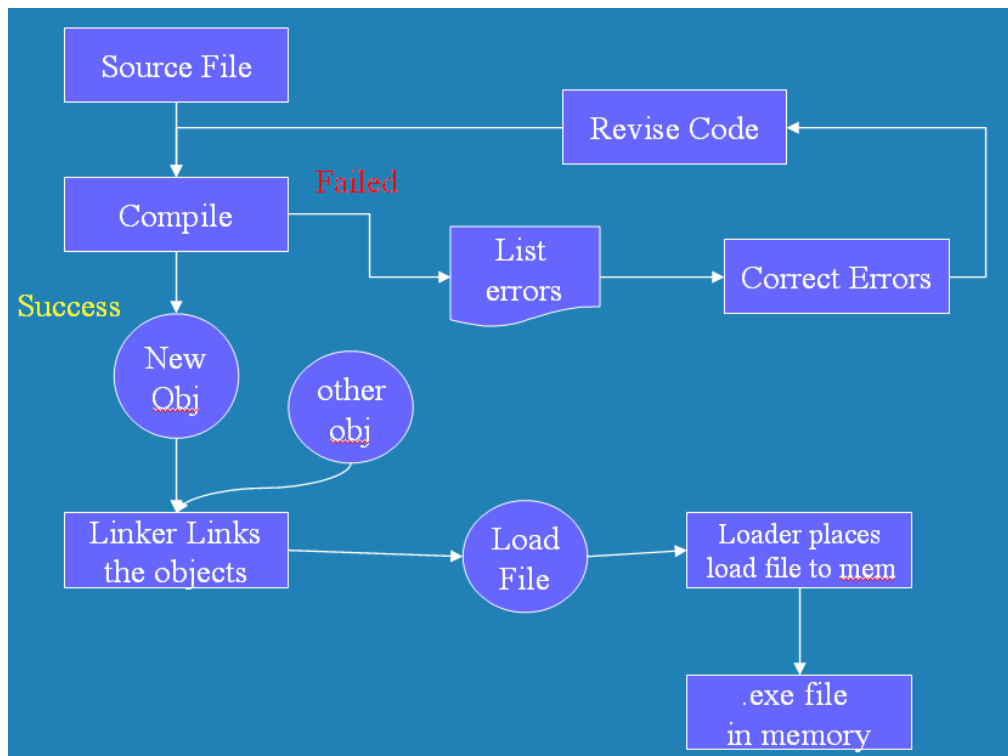 Source File
Revise Code
Failed
Compile
List
errors
Correct Errors
Success
New
Obj
other
obj
Linker Links
the objects
Load
File
Loader places
load file to mem
.exe file
in memory